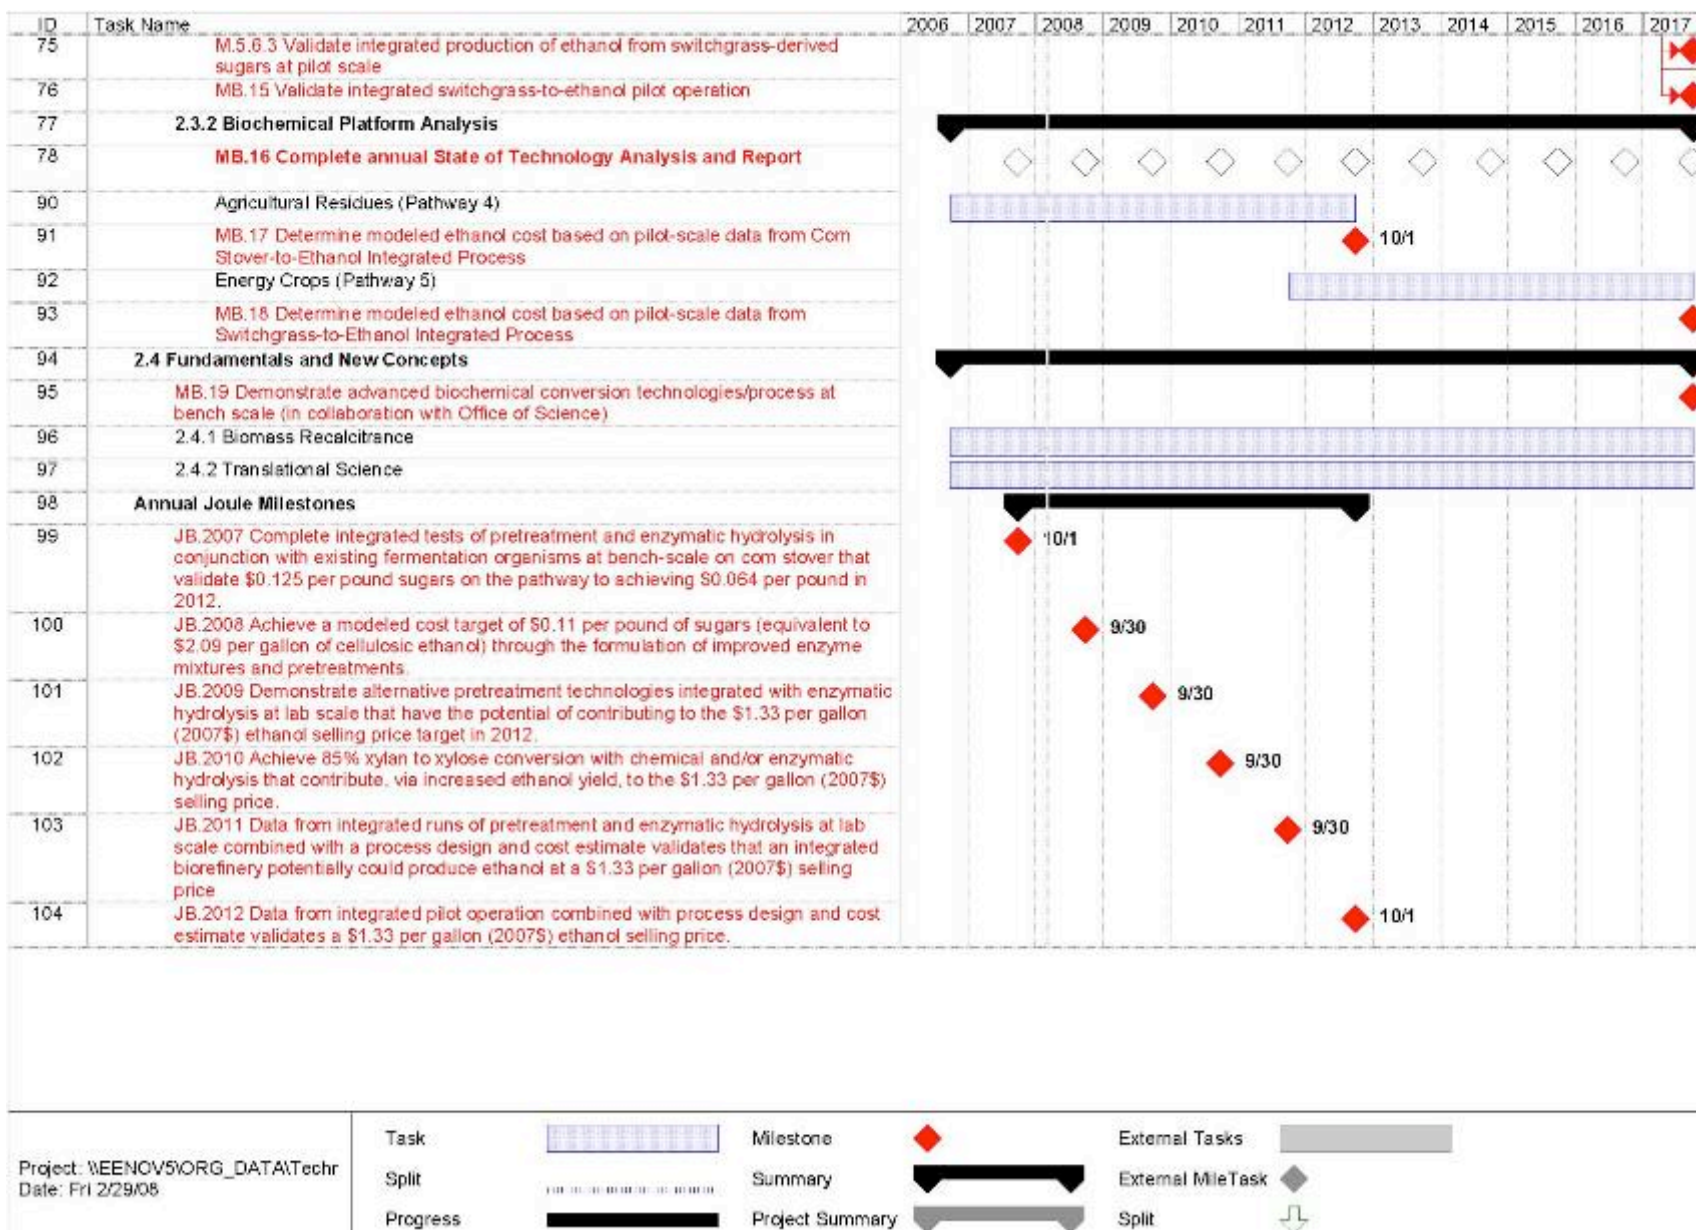 ID Task Name 2006 2007 2008 2009 2010 2011 2012 2013 2014 2015 2016 2017
75 M.5.6.3 Validate integrated production of ethanol from switchgrass-derived
sugars at pilot scale
76 MB.15 Validate integrated switchgrass-to-ethanol pilot operation
77 2.3.2 Biochemical Platform Analysis
78 MB.16 Complete annual State of Technology Analysis and Report
90 Agricultural Residues (Pathway 4)
91 MB.17 Determine modeled ethanol cost based on pilot-scale data from Corn 10/1
Stover-to-Ethanol Integrated Process
92 Energy Crops (Pathway 5)
93 MB.18 Determine modeled ethanol cost based on pilot-scale data from
Switchgrass-to-Ethanol Integrated Process
94 2.4 Fundamentals and New Concepts
95 MB.19 Demonstrate advanced biochemical conversion technologies/process at
bench scale (in collaboration with Office of Science)
96 2.4.1 Biomass Recalcitrance
97 2.4.2 Translational Science
98 Annual Joule Milestones
99 JB.2007 Complete integrated tests of pretreatment and enzymatic hydrolysis in 10/1
conjunction with existing fermentation organisms at bench-scale on corn stover that
validate $0.125 per pound sugars on the pathway to achieving $0.064 per pound in
2012.
100 JB.2008 Achieve a modeled cost target of $0.11 per pound of sugars (equivalent to 9/30
$2.09 per gallon of cellulosic ethanol) through the formulation of improved enzyme
mixtures and pretreatments.
101 JB.2009 Demonstrate alternative pretreatment technologies integrated with enzymatic 9/30
hydrolysis at lab scale that have the potential of contributing to the $1.33 per gallon
(2007$) ethanol selling price target in 2012.
102 JB.2010 Achieve 85% xylan to xylose conversion with chemical and/or enzymatic 9/30
hydrolysis that contribute, via increased ethanol yield, to the $1.33 per gallon (2007$)
selling price.
103 JB.2011 Data from integrated runs of pretreatment and enzymatic hydrolysis at lab 9/30
scale combined with a process design and cost estimate validates that an integrated
biorefinery potentially could produce ethanol at a $1.33 per gallon (2007$) selling
price
104 JB.2012 Data from integrated pilot operation combined with process design and cost 10/1
estimate validates a $1.33 per gallon (2007$) ethanol selling price.
Project: \\EENOV5\ORG_DATA\Techr
Date: Fri 2/29/08
Task Milestone External Tasks
Split Summary External MileTask
Progress Project Summary Split